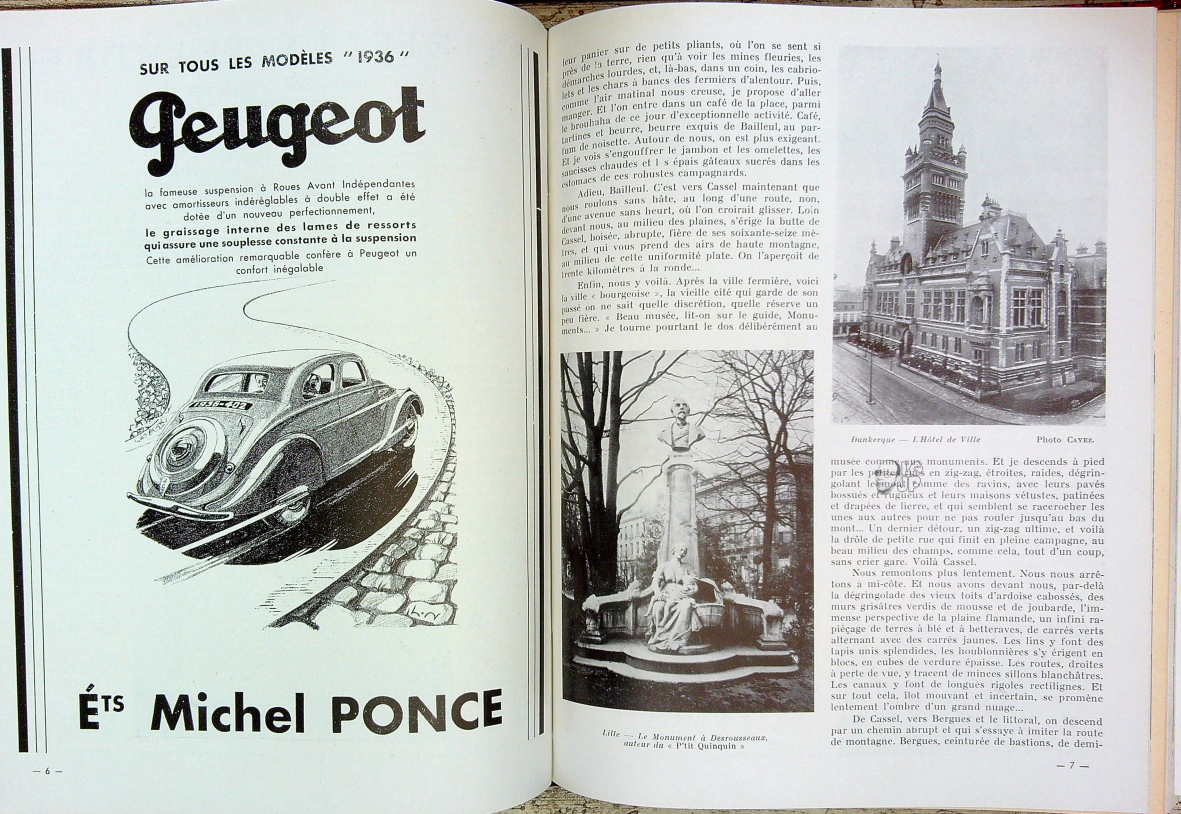 SUR TOUS LES MODÈLES "1936"
Peugeot
la fameuse suspension à Roues Avant Indépendantes
avec amortisseurs indéréglables à double effet a été
dotée d'un nouveau perfectionnement,
le graissage interne des lames de ressorts
qui assure une souplesse constante à la suspension
Cette amélioration remarquable confère à Peugeot un
confort inégalable
1936-402
ÉTS Michel PONCE
— 6 —
leur panier sur de petits pliants, où l'on se sent si
près de la terre, rien qu'à voir les mines fleuries, les
démarches lourdes, et, là-bas, dans un coin, les cabrio-
lets et les chars à bancs des fermiers d'alentour. Puis,
comme l'air matinal nous creuse, je propose d'aller
manger. Et l'on entre dans un café de la place, parmi
le brouhaha de ce jour d'exceptionnelle activité. Café,
tartines et beurre, beurre exquis de Bailleul, au par-
fum de noisette. Autour de nous, on est plus exigeant.
Et je vois s'engouffrer le jambon et les omelettes, les
saucisses chaudes et l s épais gâteaux sucrés dans les
estomacs de ces robustes campagnards.
Adieu, Bailleul. C'est vers Cassel maintenant que
nous roulons sans hâte, au long d'une route, non,
d'une avenue sans heurt, où l'on croirait glisser. Loin
devant nous, au milieu des plaines, s'érige la butte de
Cassel, boisée, abrupte, fière de ses soixante-seize mè-
tres, et qui vous prend des airs de haute montagne,
au milieu de cette uniformité plate. On l'aperçoit de
trente kilomètres à la ronde...
Enfin, nous y voilà. Après la ville fermière, voici
la ville « bourgeoise », la vieille cité qui garde de son
passé on ne sait quelle discrétion, quelle réserve un
peu fière. « Beau musée, lit-on sur le guide, Monu-
ments... » Je tourne pourtant le dos délibérément au
Lille — Le Monument à Desrousseaux,
auteur du « P'tit Quinquin »
Dunkerque — L'Hôtel de Ville Photo CAYEZ.
musée comme aux monuments. Et je descends à pied
par les petites rues en zig-zag, étroites, raides, dégrin-
golant le mont comme des ravins, avec leurs pavés
bossués et rugueux et leurs maisons vétustes, patinées
et drapées de lierre, et qui semblent se raccrocher les
unes aux autres pour ne pas rouler jusqu'au bas du
mont... Un dernier détour, un zig-zag ultime, et voilà
la drôle de petite rue qui finit en pleine campagne, au
beau milieu des champs, comme cela, tout d'un coup,
sans crier gare. Voilà Cassel.
Nous remontons plus lentement. Nous nous arrê-
tons a mi-côte. Et nous avons devant nous, par-delà
la dégringolade des vieux toits d'ardoise cabossés, des
murs grisâtres verdis de mousse et de joubarde, l'im-
mense perspective de la plaine flamande, un infini ra-
piéçage de terres à blé et à betteraves, de carrés verts
alternant avec des carrés jaunes. Les lins y font des
tapis unis splendides, les houblonnières s'y érigent en
blocs, en cubes de verdure épaisse. Les routes, droites
à perte de vue, y tracent de minces sillons blanchâtres.
Les canaux y font de longues rigoles rectilignes. Et
sur tout cela, ilot mouvant et incertain, se promène
lentement l'ombre d'un grand nuage...
De Cassel, vers Bergues et le littoral, on descend
par un chemin abrupt et qui s'essaye à imiter la route
de montagne. Bergues, ceinturée de bastions, de demi-
— 7 —